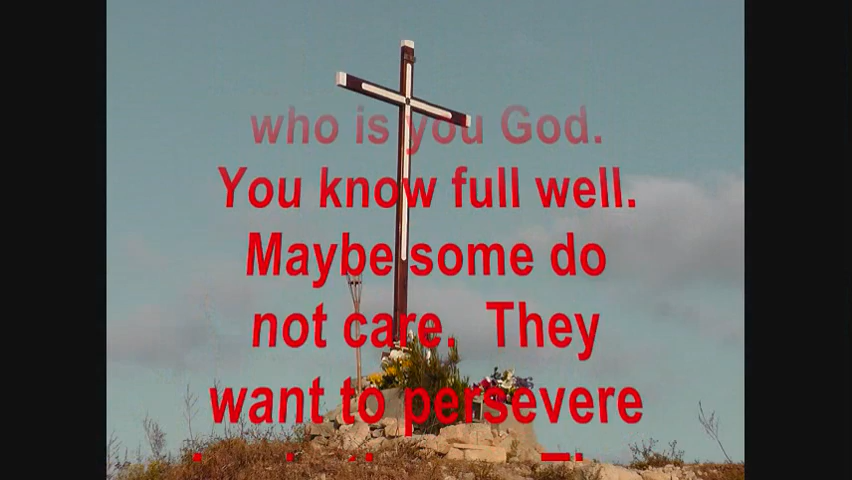 who is you God.
You know full well.
Maybe some do
not care. They
want to persevere